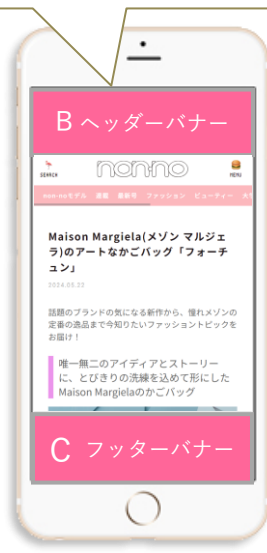 B ヘッダーバナー
SEARCH
non-no
MENU
non-noモデル 連載 最新号 ファッション ビューティー
Maison Margiela(メゾン マルジェ
ラ)のアートなかごバッグ「フォーチ
ュン」
2024.05.22
話題のブランドの気になる新作から、憧れメゾンの
定番の逸品まで今知りたいファッショントピックを
お届け！
唯一無二のアイディアとストーリー
に、とびきりの洗練を込めて形にした
Maison Margielaのかごバッグ
C フッターバナー